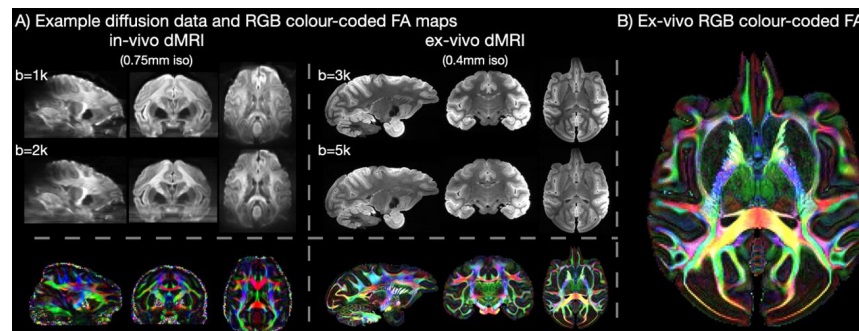 A) Example diffusion data and RGB colour-coded FA maps
in-vivo dMRI
(0.75mm iso)
b=1k
b=2k
ex-vivo dMRI
(0.4mm iso)
b=3k
b=5k
B) Ex-vivo RGB colour-coded FA